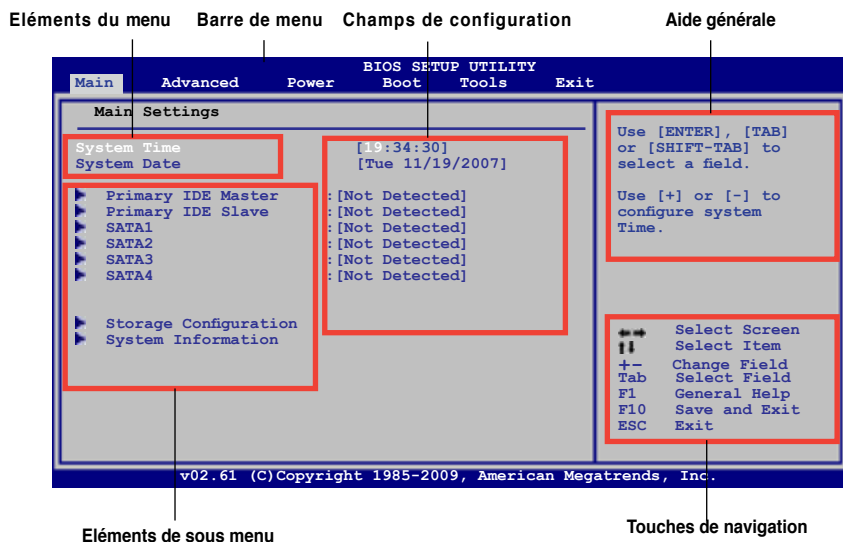 Eléments du menu Barre de menu Champs de configuration Aide générale
BIOS SETUP UTILITY
Main Advanced Power Boot Tools Exit
Main Settings
System Time [19:34:30]
System Date [Tue 11/19/2007]
Primary IDE Master :[Not Detected]
Primary IDE Slave :[Not Detected]
SATA1 :[Not Detected]
SATA2 :[Not Detected]
SATA3 :[Not Detected]
SATA4 :[Not Detected]
Storage Configuration
System Information
Use [ENTER], [TAB]
or [SHIFT-TAB] to
select a field.
Use [+] or [-] to
configure system
Time.
Select Screen
Select Item
+- Change Field
Tab Select Field
F1 General Help
F10 Save and Exit
ESC Exit
v02.61 (C)Copyright 1985-2009, American Megatrends, Inc.
Eléments de sous menu
Touches de navigation